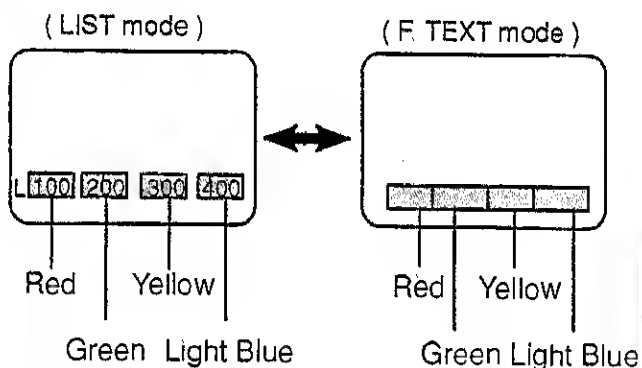 ( LIST mode )
( F. TEXT mode )
L 100 200 300 400
Red Yellow
Green Light Blue
Red Yellow
Green Light Blue